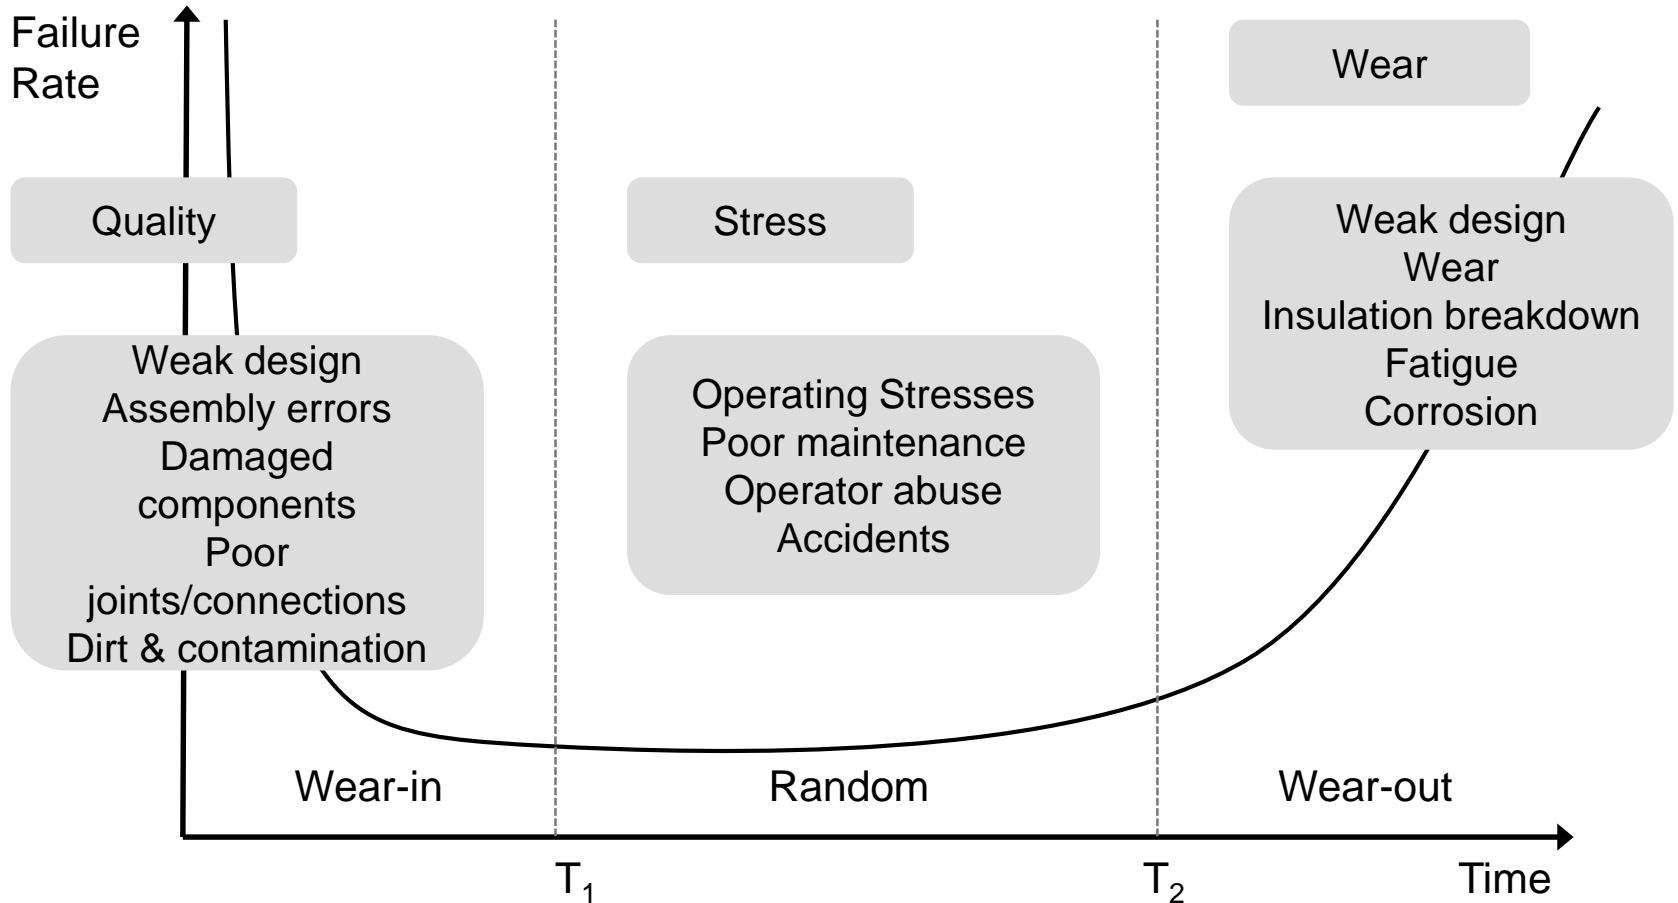 Failure
Rate
Quality
Weak design
Assembly errors
Damaged
components
Poor
joints/connections
Dirt & contamination
Wear-in
Stress
Operating Stresses
Poor maintenance
Operator abuse
Accidents
Random
Wear
Weak design
Wear
Insulation breakdown
Fatigue
Corrosion
Wear-out
T₁
T₂
Time